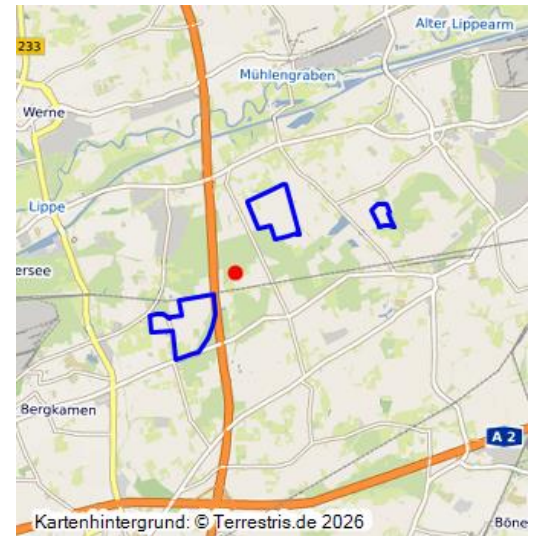 Alter Lippearm
233
Mühlengraben
Werne
Lippe
ersee
Bergkamen
A 2
Kartenhintergrund: © Terrestris.de 2026
Böne